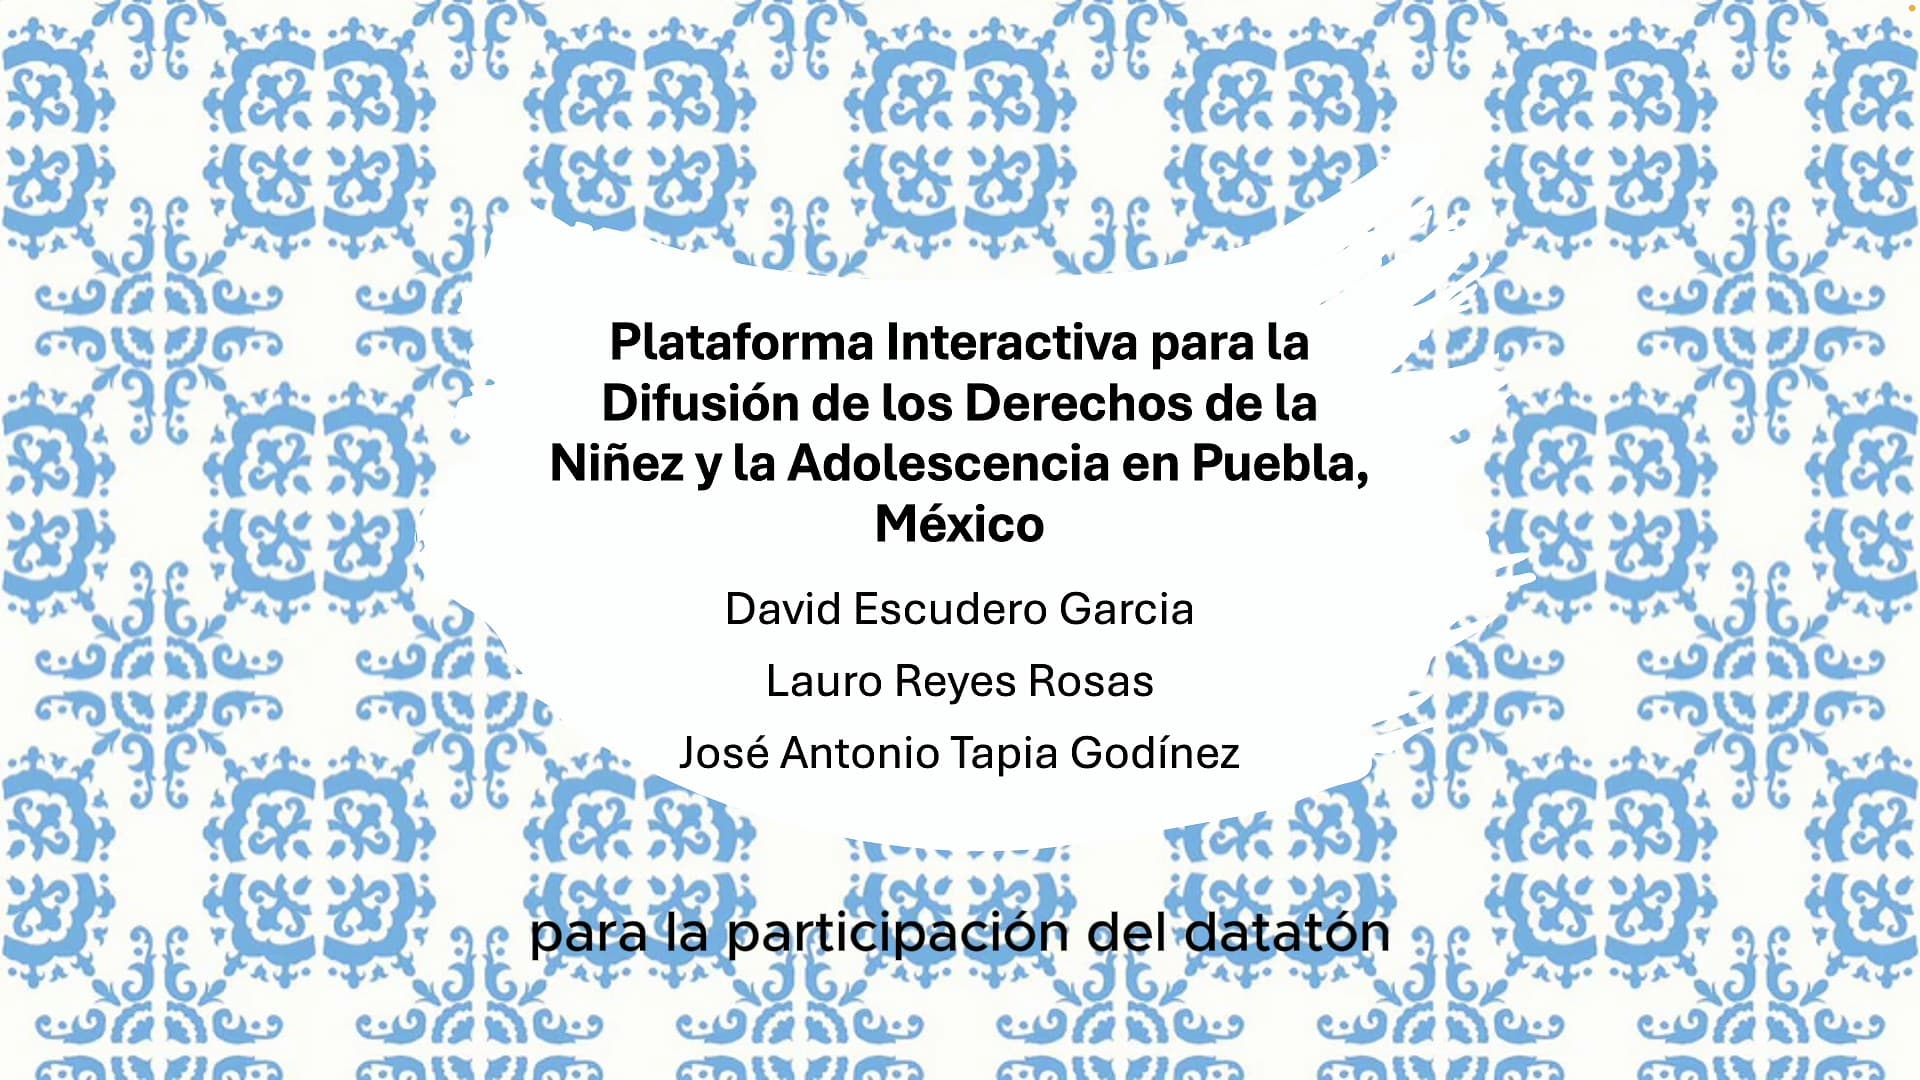 Plataforma Interactiva para la
Difusión de los Derechos de la
Niñez y la Adolescencia en Puebla,
México
David Escudero Garcia
Lauro Reyes Rosas
José Antonio Tapia Godínez
para la participación del datatón